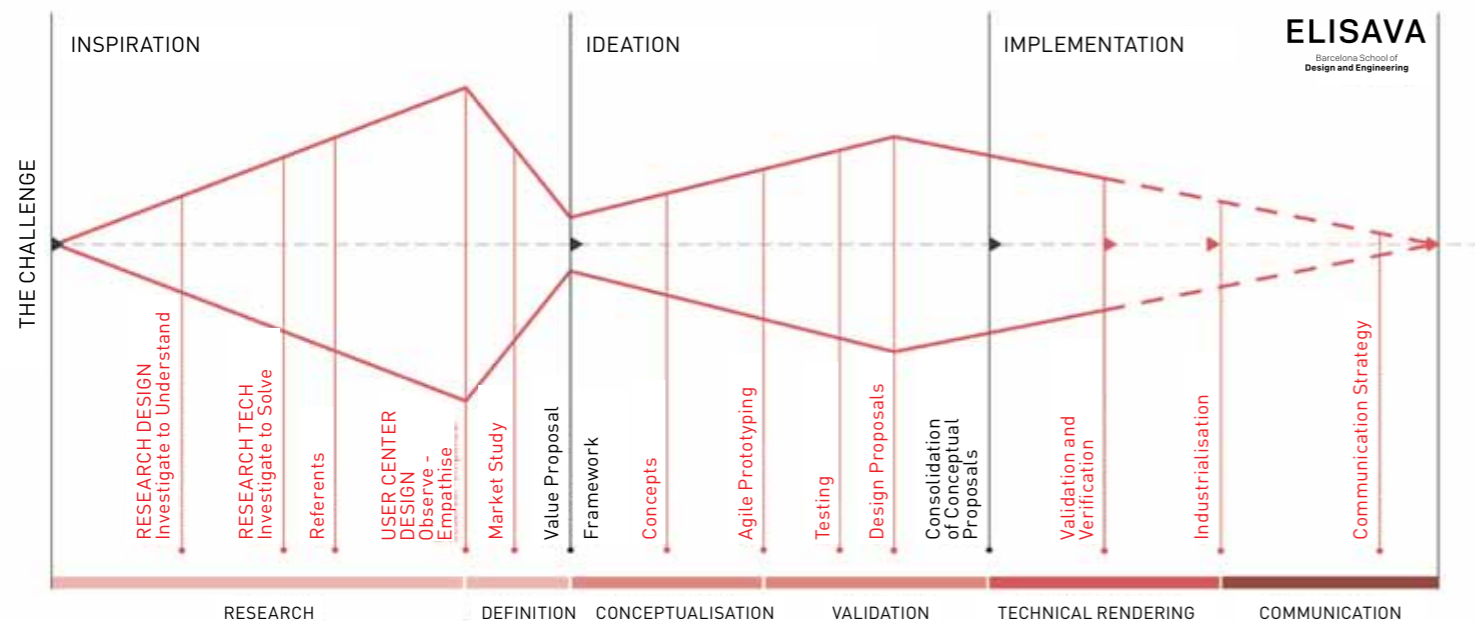 INSPIRATION
IDEATION
IMPLEMENTATION
ELISAVA
Barcelona School of
Design and Engineering
THE CHALLENGE
RESEARCH DESIGN
Investigate to Understand
RESEARCH TECH
Investigate to Solve
Referents
USER CENTER
DESIGN
Observe -
Empathise
Market Study
Value Proposal
Framework
Concepts
Agile Prototyping
Testing
Design Proposals
Consolidation
of Conceptual
Proposals
Validation and
Verification
Industrialisation
Communication Strategy
RESEARCH
DEFINITION
CONCEPTUALISATION
VALIDATION
TECHNICAL RENDERING
COMMUNICATION